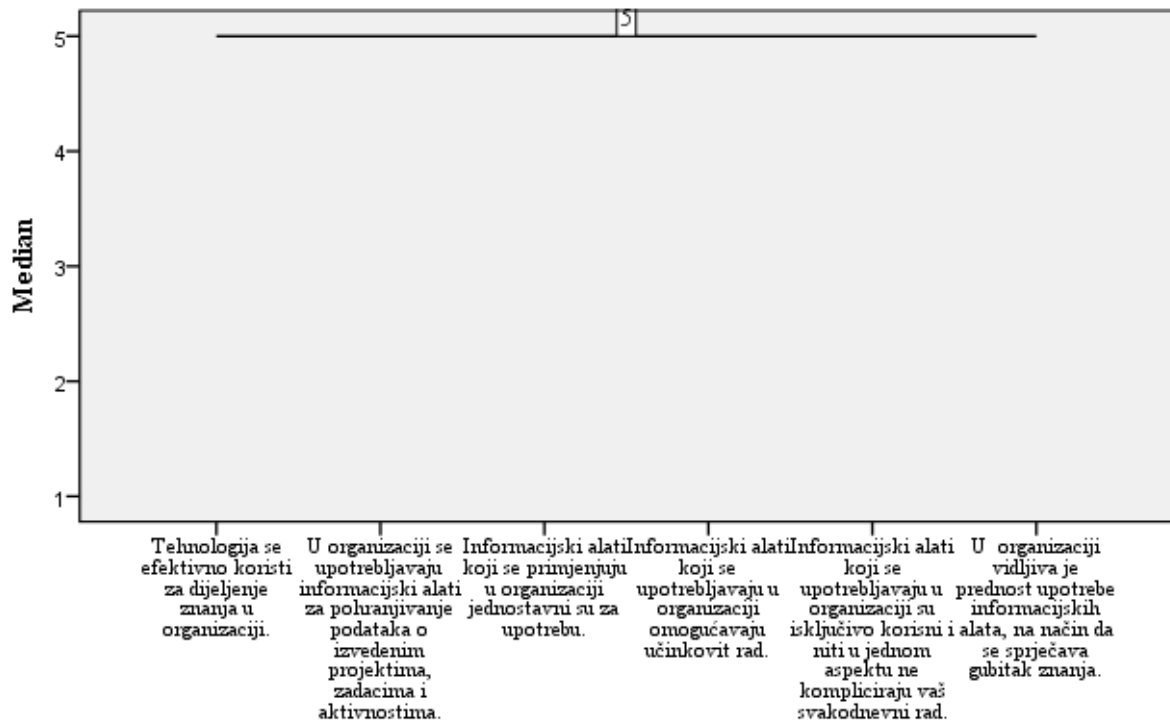 5
5
4
3
2
1
Median
Tehnologija se
efektivno koristi
za dijeljenje
znanja u
organizaciji.
U organizaciji se
upotrebljavaju
informacijski alati
za pohranjivanje
podataka o
izvedenim
projektima,
zadacima i
aktivnostima.
Informacijski alati
koji se primjenjuju
u organizaciji
jednostavni su za
upotrebu.
Informacijski alati
koji se
upotrebljavaju u
organizaciji
omogućavaju
učinkovit rad.
Informacijski alati
koji se
upotrebljavaju u
organizaciji su
isključivo korisni i
niti u jednom
aspektu ne
kompliciraju vaš
svakodnevni rad.
U organizaciji
vidljiva je
prednost upotrebe
informacijskih
alata, na način da
se sprječava
gubitak znanja.